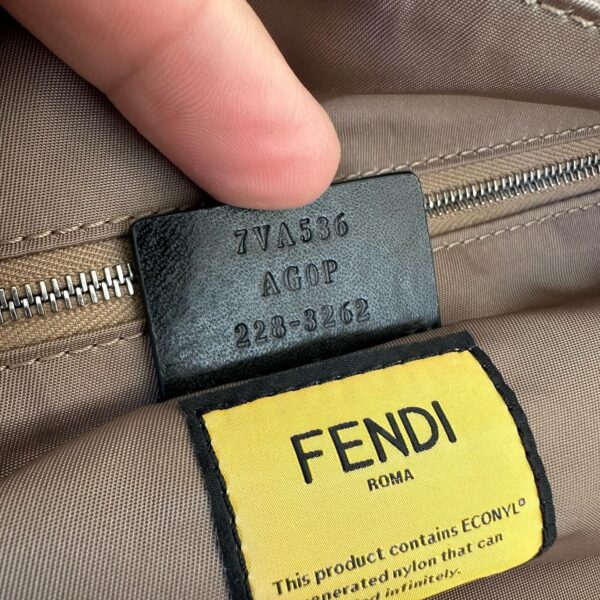 7VA536
AG0P
228-3262
FENDI
ROMA
This product contains ECONYL®
nylon that can
infinitely.